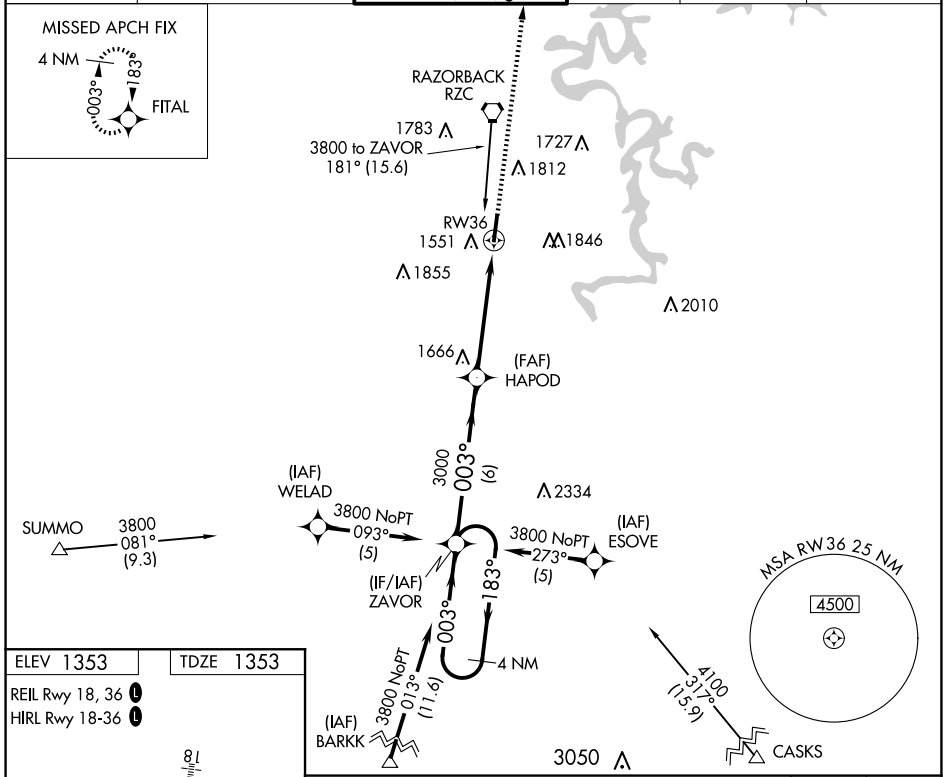 MISSED APCH FIX
4 NM
003°
183°
FITAL
RAZORBACK
RZC
1783
3800 to ZAVOR
181° (15.6)
1727
1812
RW36
1551
1846
1855
2010
1666
(FAF)
HAPOD
3000
003°
(6)
(IAF)
WELAD
3800 NoPT
093°
(5)
2334
SUMMO
3800
081°
(9.3)
3800 NoPT
273°
(5)
(IAF)
ESOVE
(IF/IAF)
ZAVOR
003°
183°
4 NM
MSA RW36 25 NM
4500
ELEV 1353
TDZE 1353
REIL Rwy 18, 36 L
HIRL Rwy 18-36 L
18
(IAF)
BARKK
3800 NoPT
013°
(11.6)
4100
317°
(15.9)
CASKS
3050